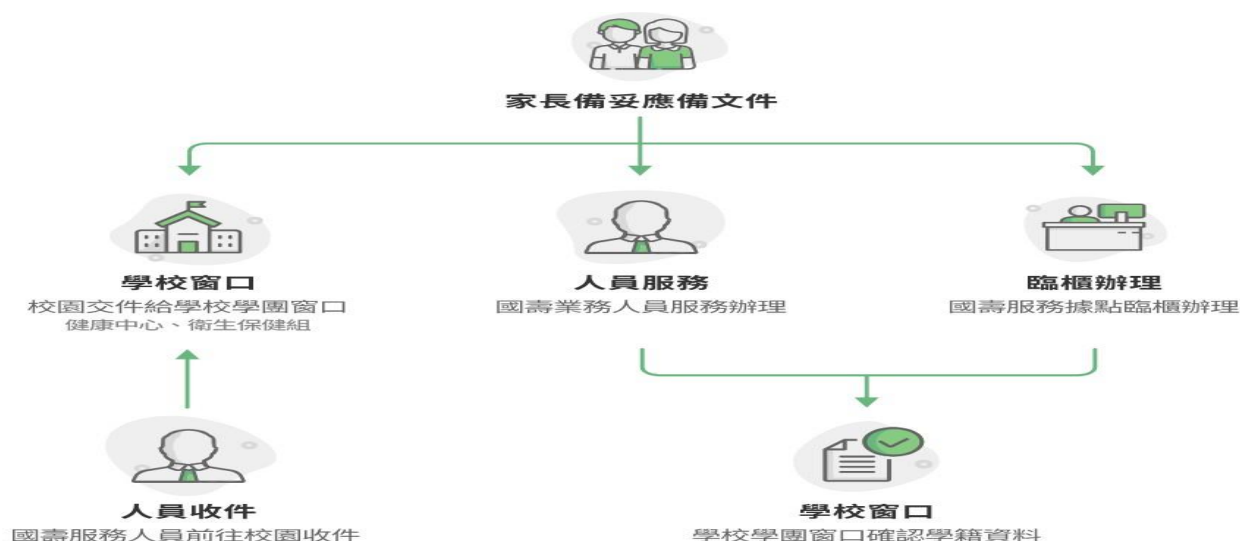 家長備妥應備文件
學校窗口
校園交件給學校學團窗口
健康中心、衛生保健組
人員服務
國壽業務人員服務辦理
臨櫃辦理
國壽服務據點臨櫃辦理
人員收件
國壽服務人員前往校園收件
學校窗口
學校學團窗口確認學籍資料